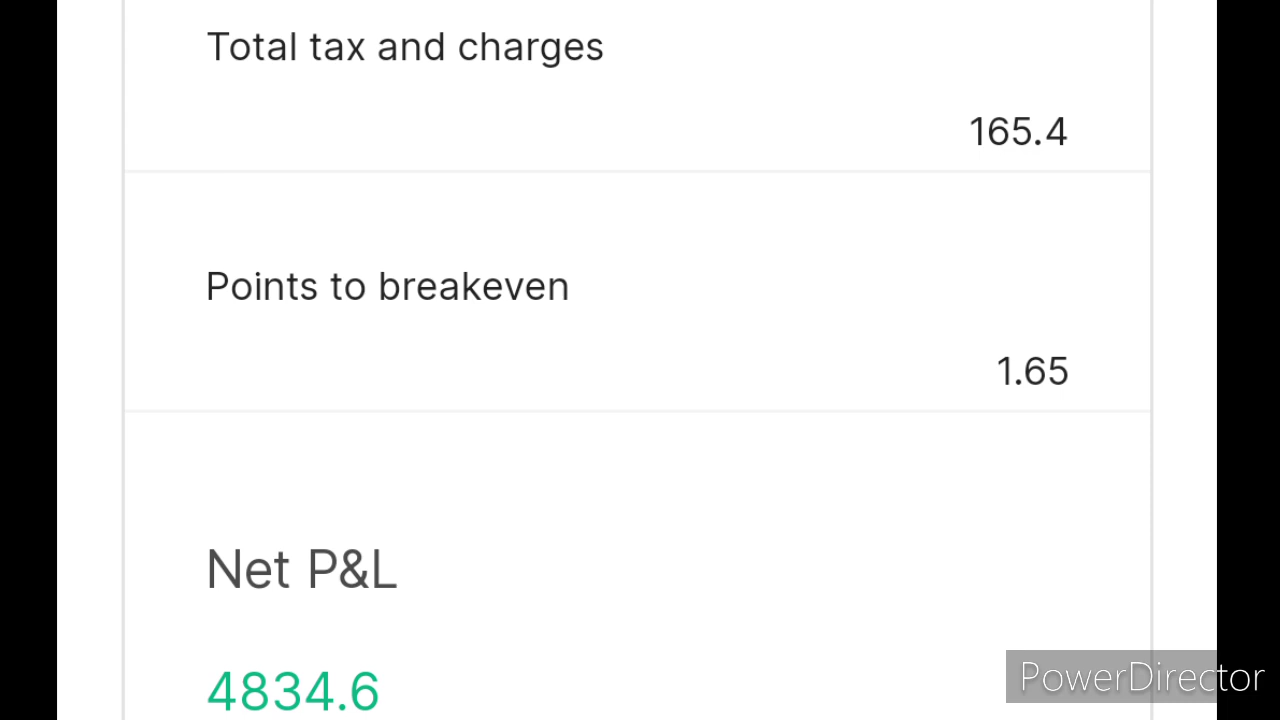 Total tax and charges
165.4
Points to breakeven
1.65
Net P&L
4834.6
PowerDirector